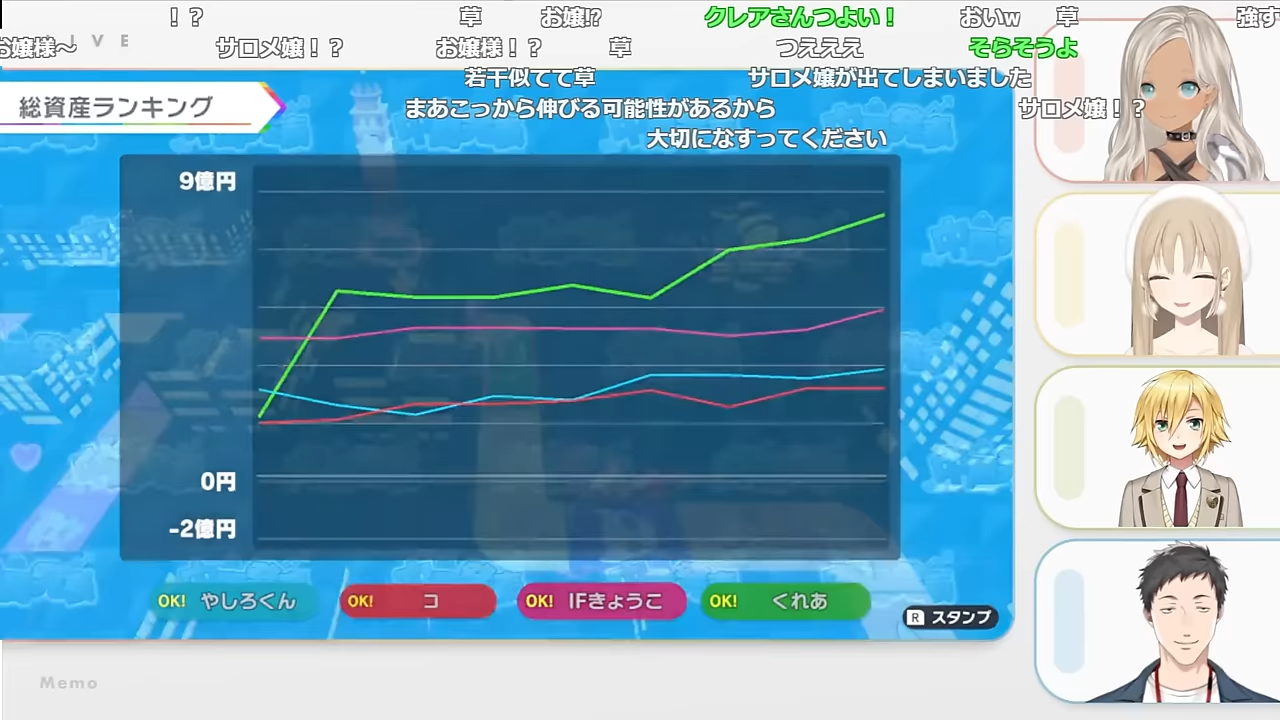 ！？
草
お嬢!?
クレアさんつよい！
おいw
草
強す
お嬢様～
IVE
サロメ嬢！？
お嬢様！？
草
つえええ
そらそうよ
若干似てて草
サロメ嬢が出てしまいました
総資産ランキング
まあこっから伸びる可能性があるから
サロメ嬢！？
大切になすってください
9億円
0円
-2億円
OK! やしろくん
OK! コ
OK! IFきょうこ
OK! くれあ
R スタンプ
Memo